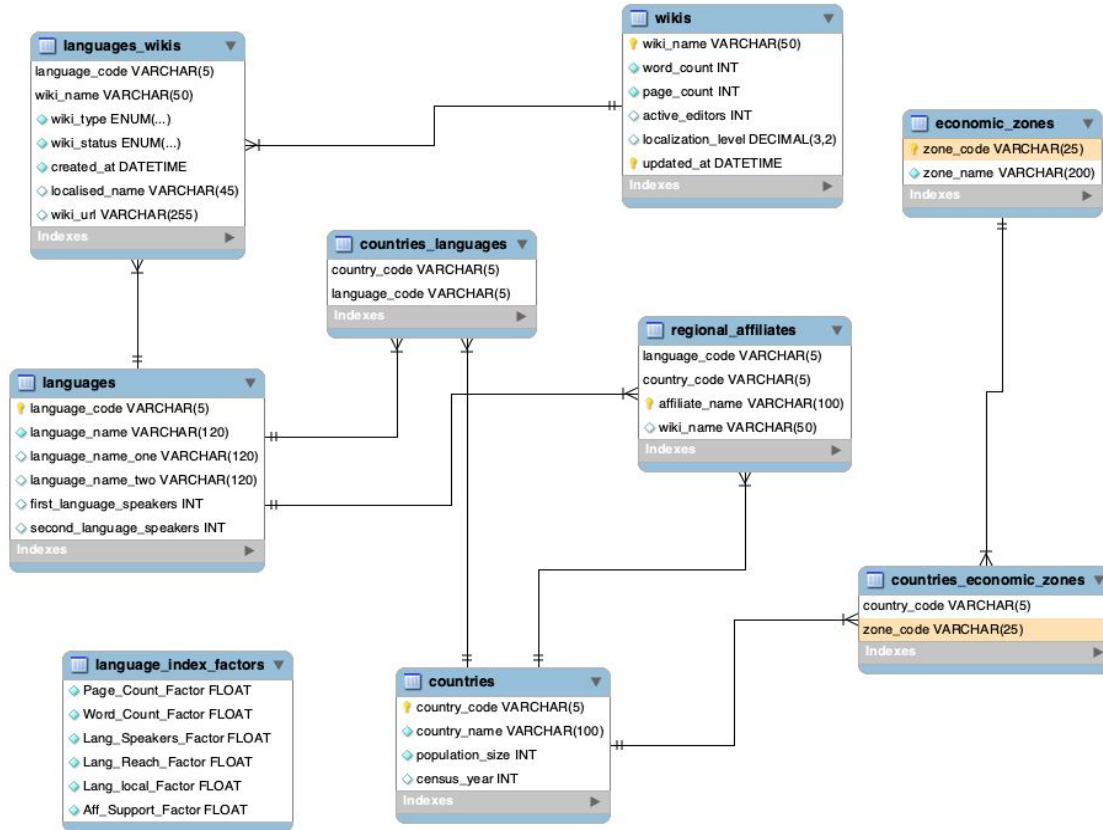 languages_wikis
language_code VARCHAR(5)
wiki_name VARCHAR(50)
wiki_type ENUM(...)
wiki_status ENUM(...)
created_at DATETIME
localised_name VARCHAR(45)
wiki_url VARCHAR(255)
Indexes
wikis
wiki_name VARCHAR(50)
word_count INT
page_count INT
active_editors INT
localization_level DECIMAL(3,2)
updated_at DATETIME
Indexes
economic_zones
zone_code VARCHAR(25)
zone_name VARCHAR(200)
Indexes
countries_languages
country_code VARCHAR(5)
language_code VARCHAR(5)
Indexes
regional_affiliates
language_code VARCHAR(5)
country_code VARCHAR(5)
affiliate_name VARCHAR(100)
wiki_name VARCHAR(50)
Indexes
languages
language_code VARCHAR(5)
language_name VARCHAR(120)
language_name_one VARCHAR(120)
language_name_two VARCHAR(120)
first_language_speakers INT
second_language_speakers INT
Indexes
countries_economic_zones
country_code VARCHAR(5)
zone_code VARCHAR(25)
Indexes
language_index_factors
Page_Count_Factor FLOAT
Word_Count_Factor FLOAT
Lang_Speakers_Factor FLOAT
Lang_Reach_Factor FLOAT
Lang_local_Factor FLOAT
Aff_Support_Factor FLOAT
countries
country_code VARCHAR(5)
country_name VARCHAR(100)
population_size INT
census_year INT
Indexes